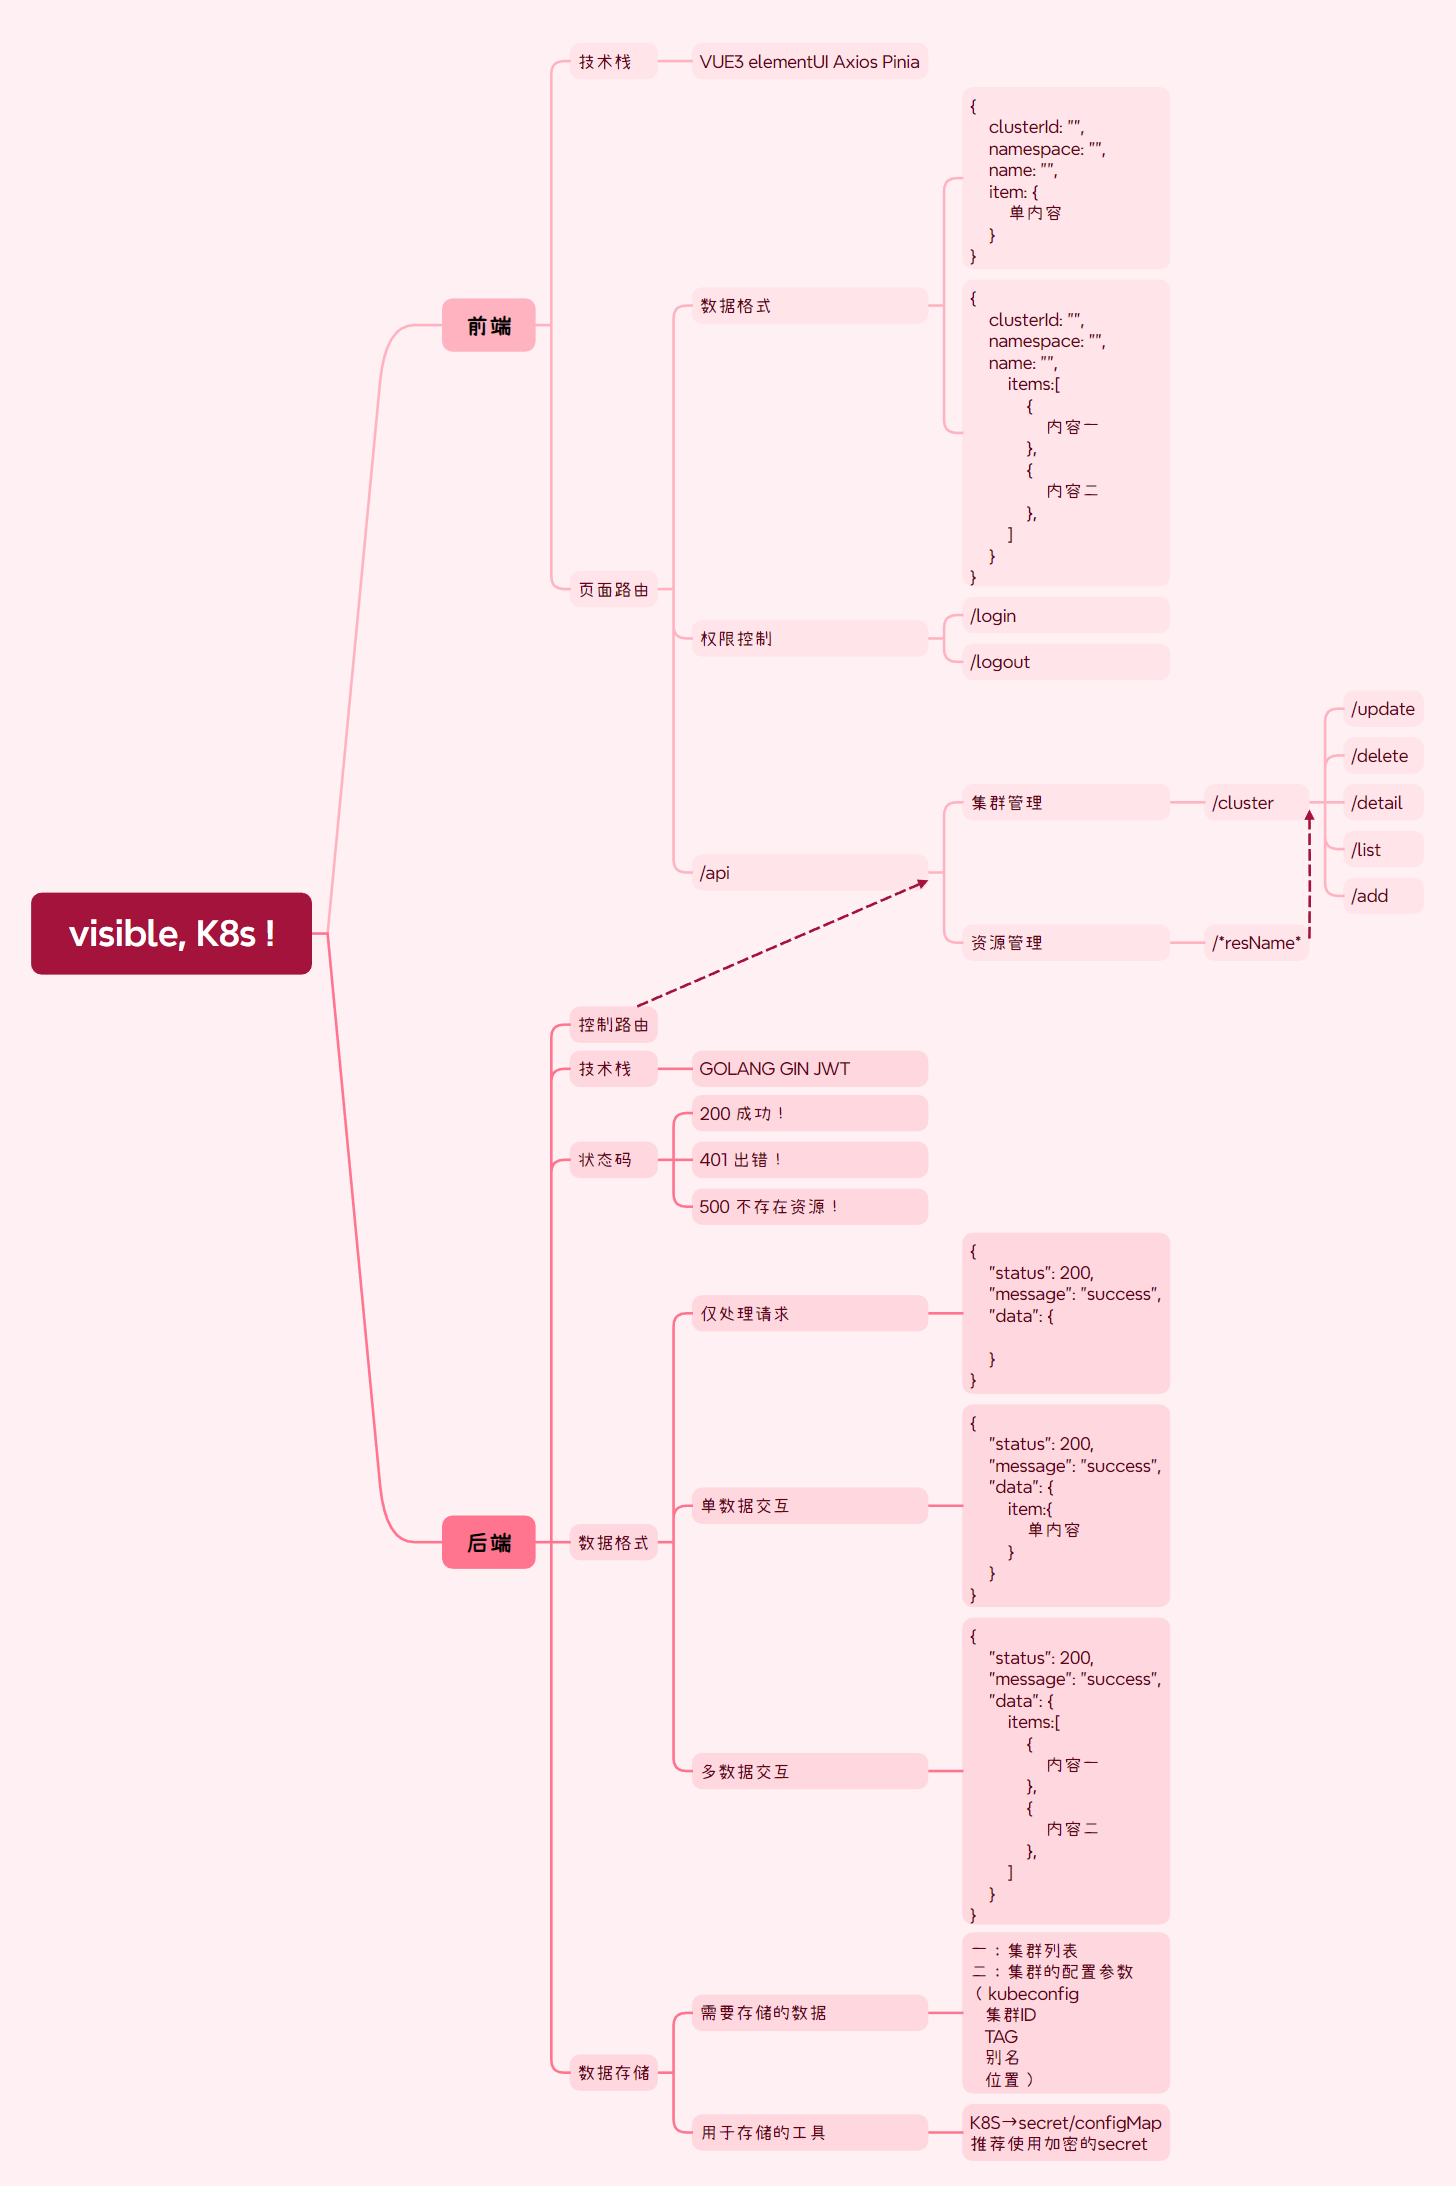 visible, K8s！
前端
技术栈
VUE3 elementUI Axios Pinia
页面路由
数据格式
{
clusterId: "",
namespace: "",
name: "",
item: {
单内容
}
}
{
clusterId: "",
namespace: "",
name: "",
items:[
{
内容一
},
{
内容二
},
]
}
}
权限控制
/login
/logout
/api
集群管理
/cluster
/update
/delete
/detail
/list
/add
资源管理
/*resName*
后端
控制路由
技术栈
GOLANG GIN JWT
状态码
200 成功！
401 出错！
500 不存在资源！
数据格式
仅处理请求
{
"status": 200,
"message": "success",
"data": {
}
}
单数据交互
{
"status": 200,
"message": "success",
"data": {
item:{
单内容
}
}
}
多数据交互
{
"status": 200,
"message": "success",
"data": {
items:[
{
内容一
},
{
内容二
},
]
}
}
数据存储
需要存储的数据
一：集群列表
二：集群的配置参数
（kubeconfig
集群ID
TAG
别名
位置）
用于存储的工具
K8S→secret/configMap
推荐使用加密的secret